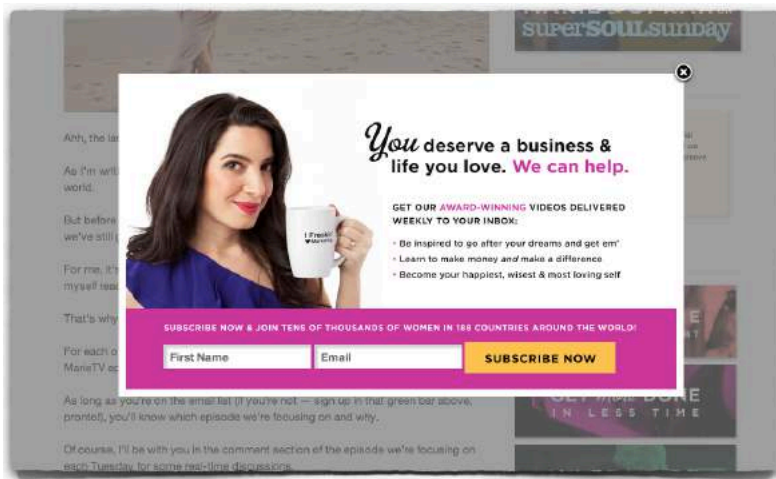 SUPERSOULSUNDAY
Ahh, the
As I'm
world.
But before
we've still
For me, it's
myself
That's why
For each
MarieTV
As long as you're on the email list (if you're not — sign up in that green bar above,
pronto!), you'll know which episode we're focusing on and why.
Of course, I'll be with you in the comment section of the episode we're focusing on
each Tuesday for some real-time discussions.
You deserve a business &
life you love. We can help.
GET OUR AWARD-WINNING VIDEOS DELIVERED
WEEKLY TO YOUR INBOX:
• Be inspired to go after your dreams and get em'
• Learn to make money and make a difference
• Become your happiest, wisest & most loving self
I Freakin'
SUBSCRIBE NOW & JOIN TENS OF THOUSANDS OF WOMEN IN 188 COUNTRIES AROUND THE WORLD!
First Name
Email
SUBSCRIBE NOW
DONE
IN LESS TIME